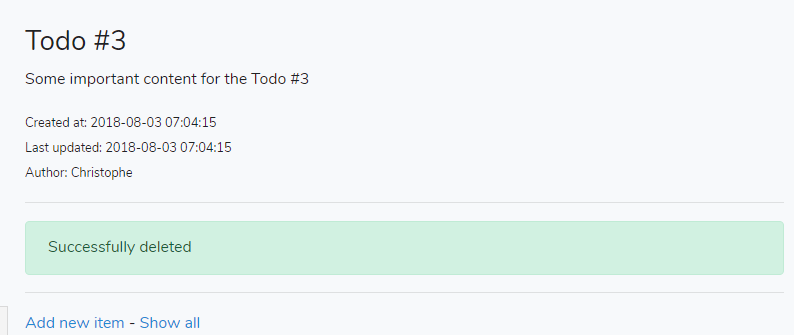 Todo #3
Some important content for the Todo #3
Created at: 2018-08-03 07:04:15
Last updated: 2018-08-03 07:04:15
Author: Christophe
Successfully deleted
Add new item - Show all